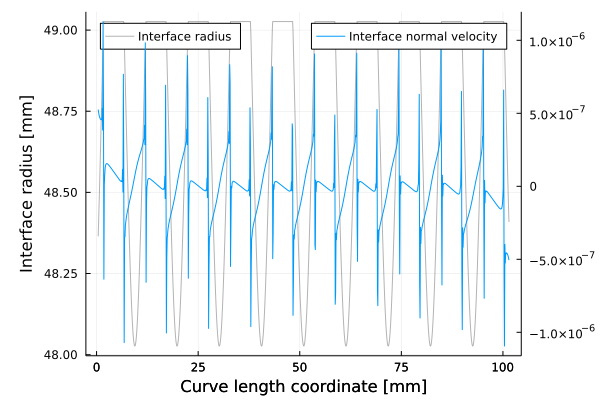 Interface radius
Interface normal velocity
Interface radius [mm]
49.00
48.75
48.50
48.25
48.00
1.0×10⁻⁶
5.0×10⁻⁷
0
−5.0×10⁻⁷
−1.0×10⁻⁶
0 25 50 75 100
Curve length coordinate [mm]